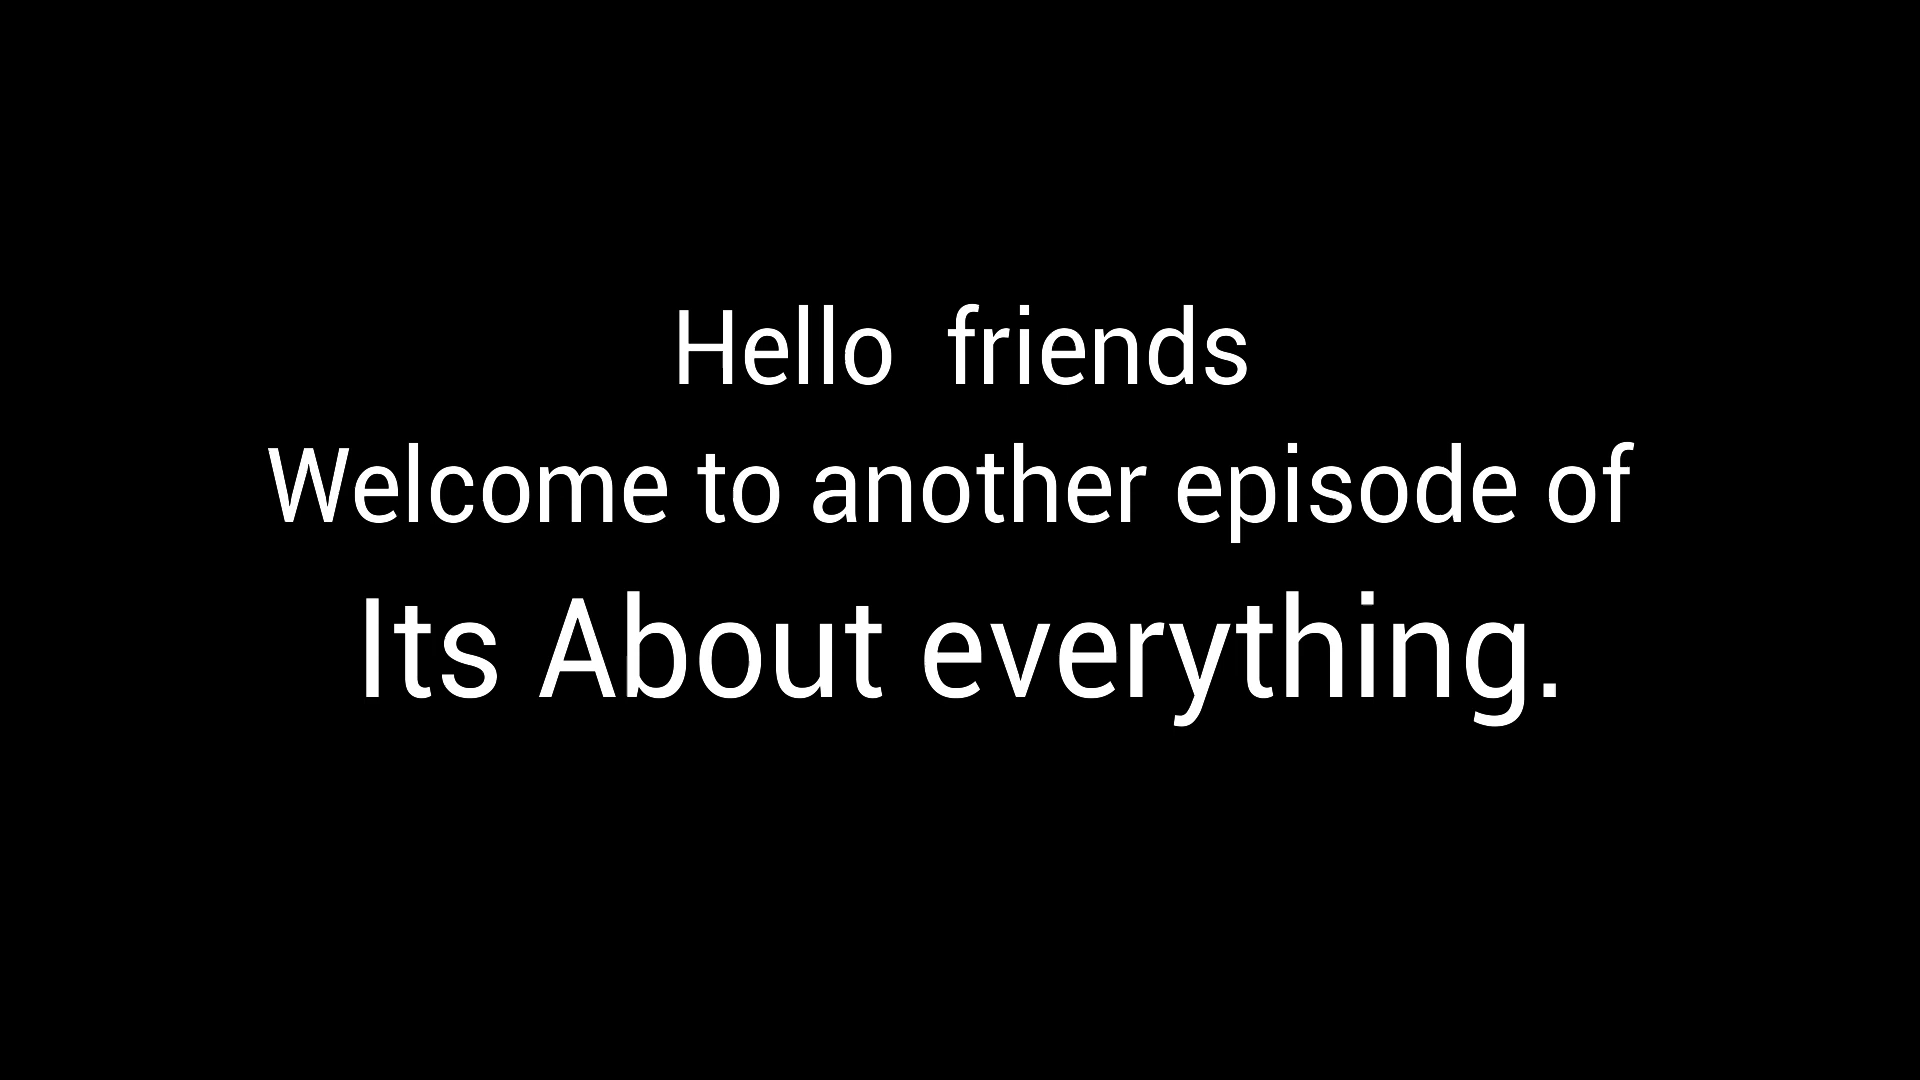 Hello  friends
Welcome to another episode of
Its About everything.